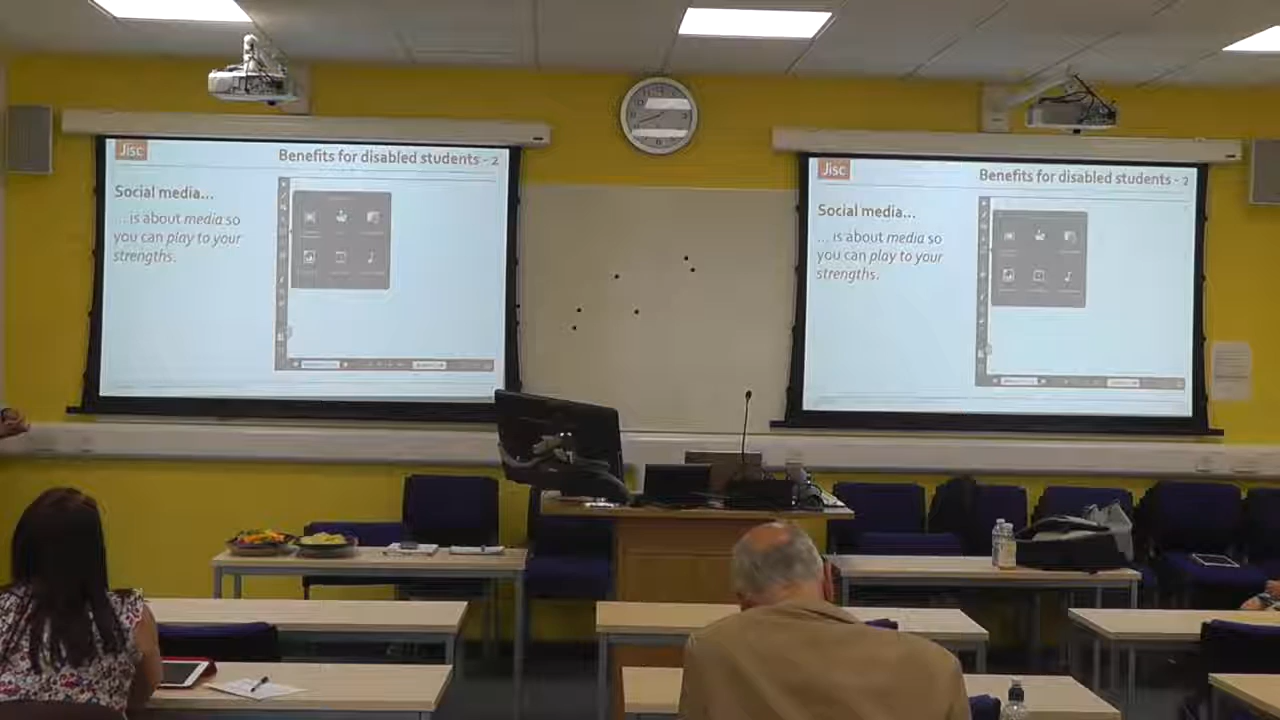 Jisc
Benefits for disabled students - 2
Social media...
... is about media so
you can play to your
strengths.
Jisc
Benefits for disabled students - 2
Social media...
... is about media so
you can play to your
strengths.